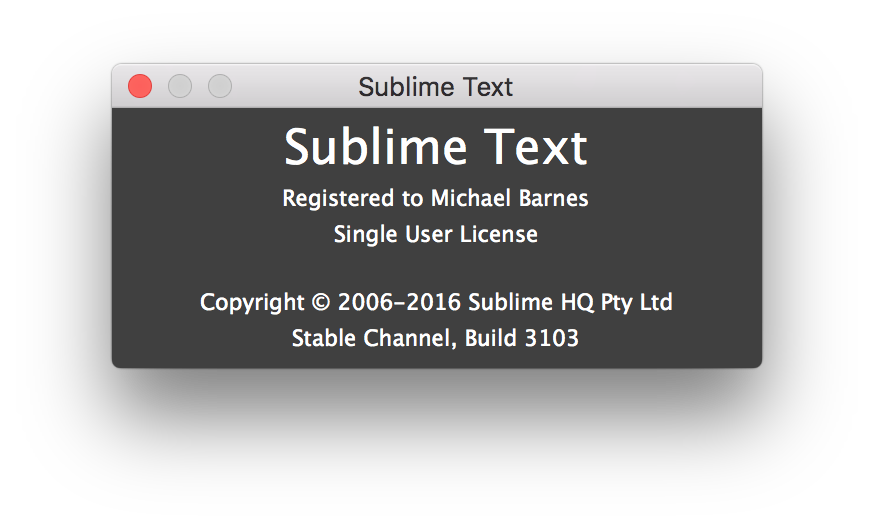 Sublime Text
Sublime Text
Registered to Michael Barnes
Single User License
Copyright © 2006–2016 Sublime HQ Pty Ltd
Stable Channel, Build 3103